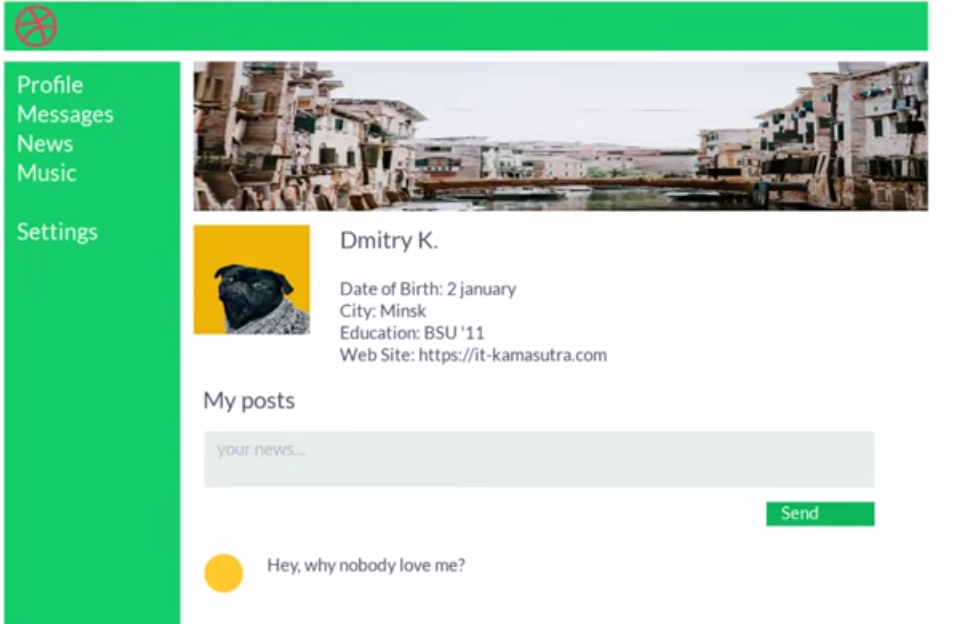 Profile
Messages
News
Music
Settings
Dmitry K.
Date of Birth: 2 january
City: Minsk
Education: BSU '11
Web Site: https://it-kamasutra.com
My posts
your news...
Send
Hey, why nobody love me?